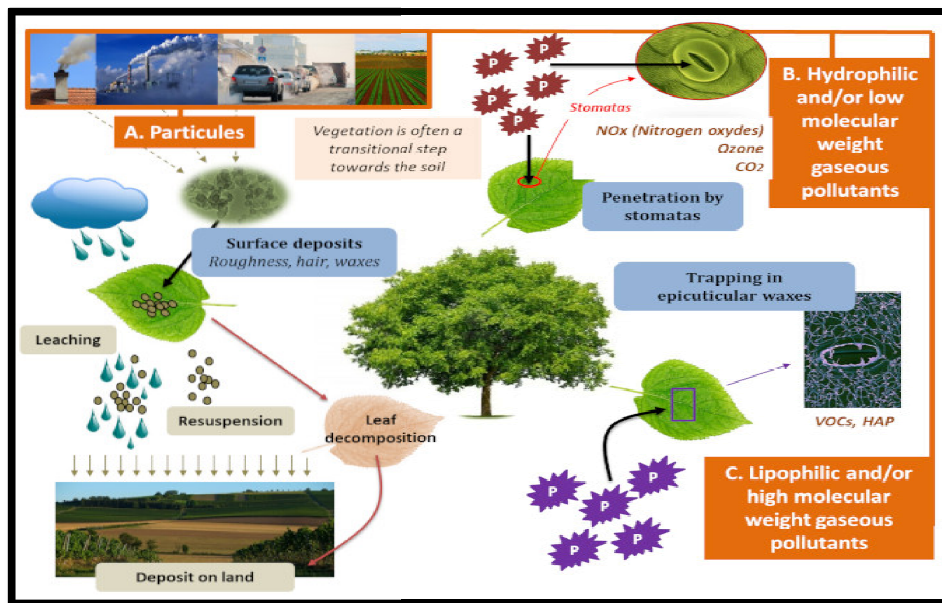 A. Particules
Vegetation is often a
transitional step
towards the soil
Surface deposits
Roughness, hair, waxes
Leaching
Resuspension
Leaf
decomposition
Deposit on land
P
P
P
P
P
P
Stomatas
NOx (Nitrogen oxydes)
Ozone
CO2
Penetration by
stomatas
B. Hydrophilic
and/or low
molecular
weight
gaseous
pollutants
Trapping in
epicuticular waxes
VOCs, HAP
P
P
P
P
P
C. Lipophilic and/or
high molecular
weight gaseous
pollutants